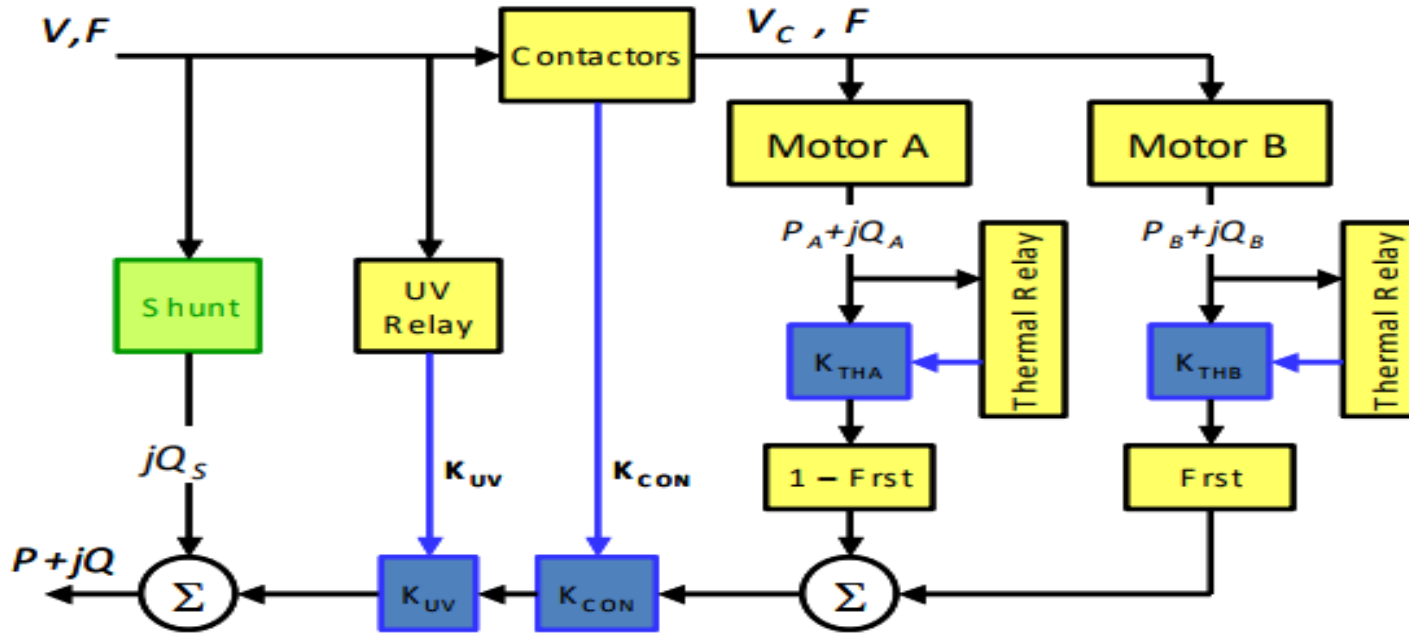 V,F
Contactors
V_C , F
Motor A
Motor B
P_A+jQ_A
P_B+jQ_B
Thermal Relay
Thermal Relay
Shunt
UV
Relay
K_THA
K_THB
jQ_S
K_UV
K_CON
1 – Frst
Frst
P+jQ
Σ
K_UV
K_CON
Σ